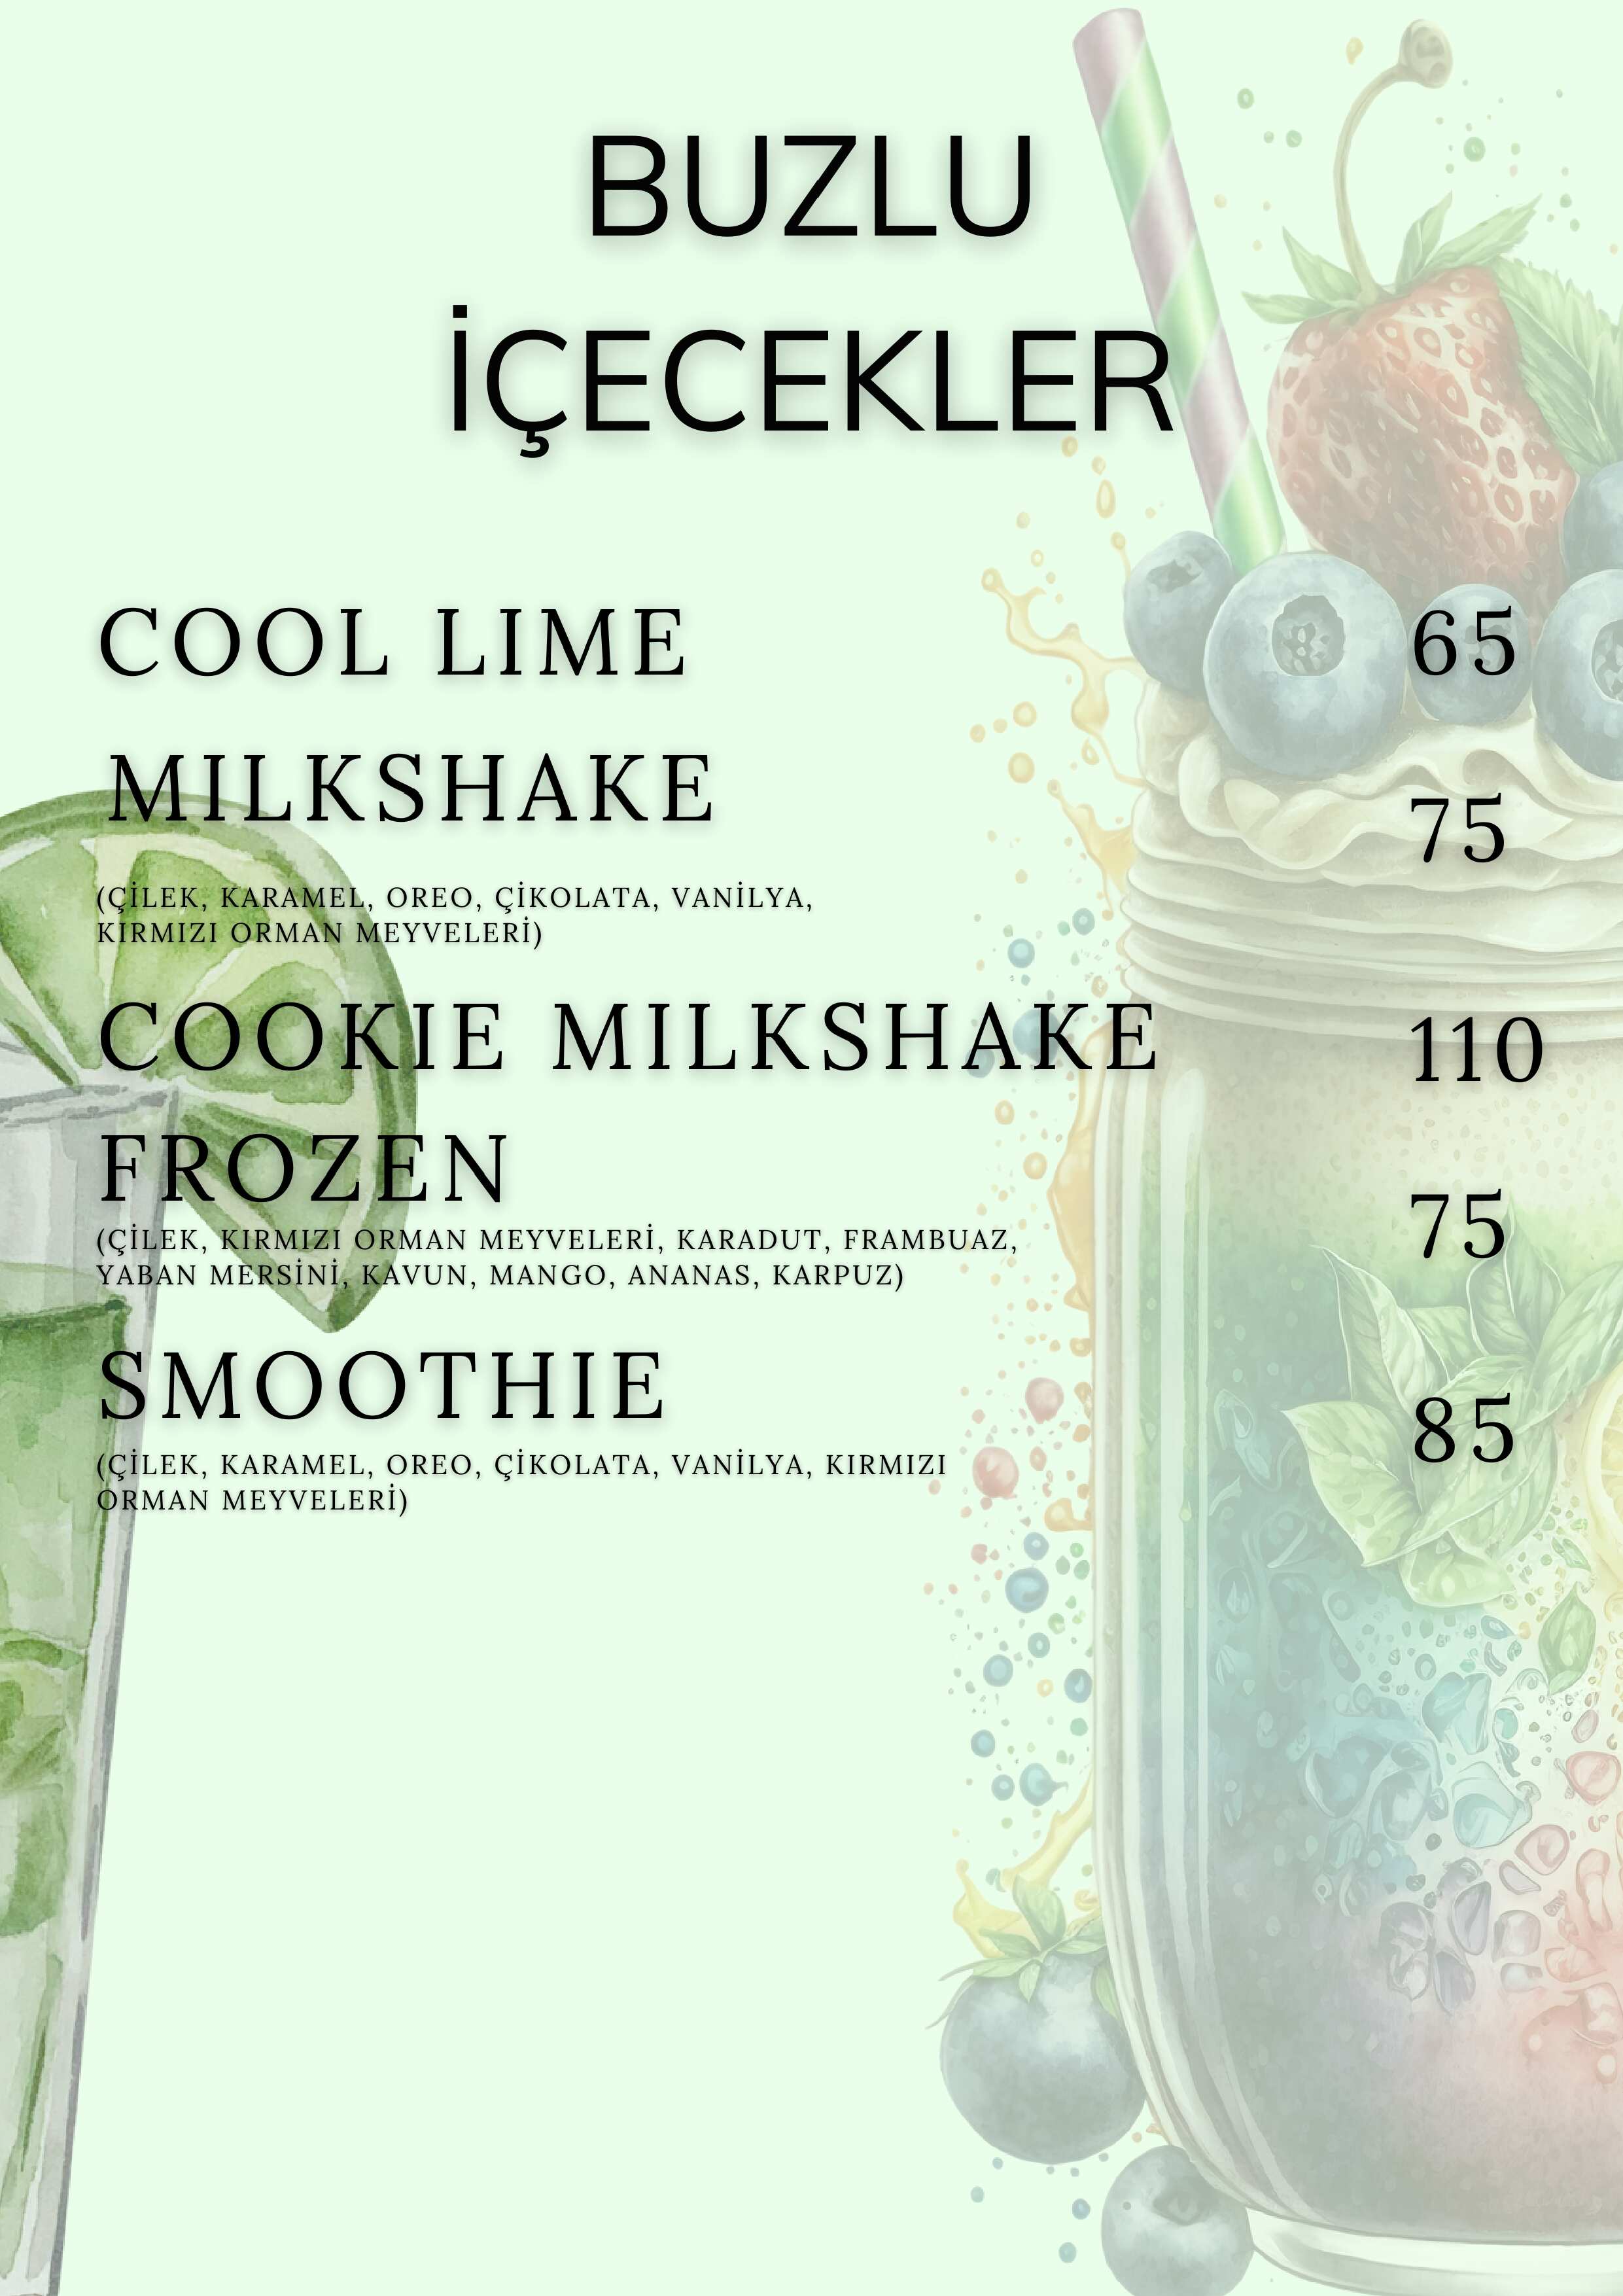 BUZLU
İÇECEKLER
COOL LIME 65
MILKSHAKE 75
(ÇİLEK, KARAMEL, OREO, ÇİKOLATA, VANİLYA,
KIRMIZI ORMAN MEYVELERİ)
COOKIE MILKSHAKE 110
FROZEN 75
(ÇİLEK, KIRMIZI ORMAN MEYVELERİ, KARADUT, FRAMBUAZ,
YABAN MERSİNİ, KAVUN, MANGO, ANANAS, KARPUZ)
SMOOTHIE 85
(ÇİLEK, KARAMEL, OREO, ÇİKOLATA, VANİLYA, KIRMIZI
ORMAN MEYVELERİ)